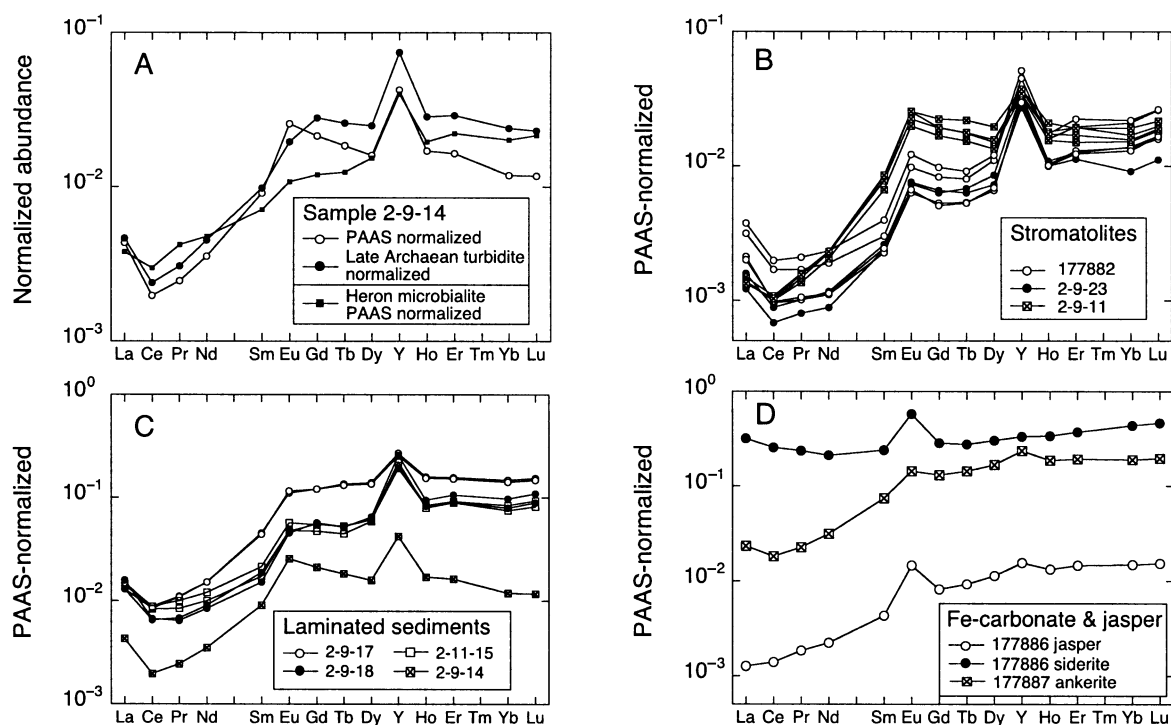 A
Normalized abundance
10⁻¹
10⁻²
10⁻³
Sample 2-9-14
PAAS normalized
Late Archaean turbidite
normalized
Heron microbialite
PAAS normalized
La Ce Pr Nd Sm Eu Gd Tb Dy Y Ho Er Tm Yb Lu
B
PAAS-normalized
10⁻¹
10⁻²
10⁻³
Stromatolites
177882
2-9-23
2-9-11
La Ce Pr Nd Sm Eu Gd Tb Dy Y Ho Er Tm Yb Lu
C
PAAS-normalized
10⁰
10⁻¹
10⁻²
10⁻³
Laminated sediments
2-9-17 2-11-15
2-9-18 2-9-14
La Ce Pr Nd Sm Eu Gd Tb Dy Y Ho Er Tm Yb Lu
D
PAAS-normalized
10⁰
10⁻¹
10⁻²
10⁻³
Fe-carbonate & jasper
177886 jasper
177886 siderite
177887 ankerite
La Ce Pr Nd Sm Eu Gd Tb Dy Y Ho Er Tm Yb Lu